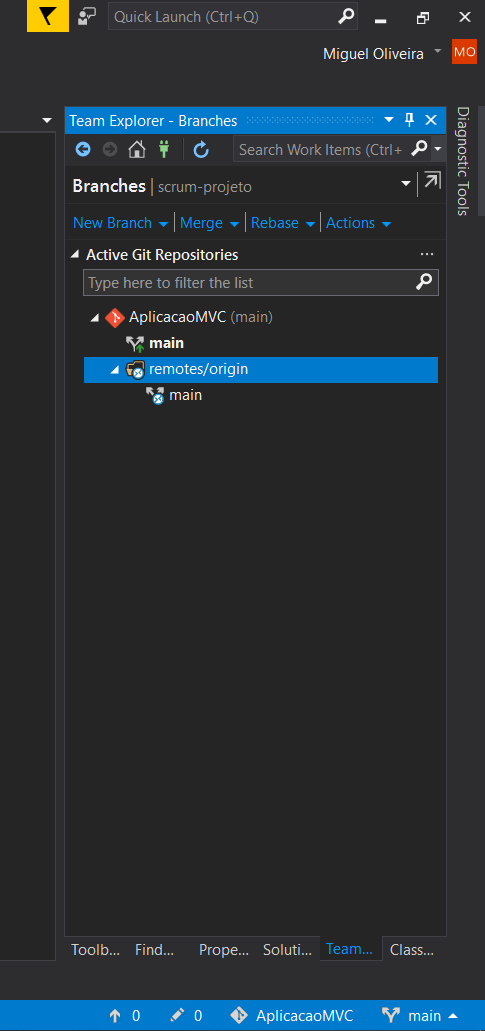 Quick Launch (Ctrl+Q)
Miguel Oliveira
MO
Diagnostic Tools
Team Explorer - Branches
Search Work Items (Ctrl+
Branches | scrum-projeto
New Branch | Merge | Rebase | Actions
Active Git Repositories
Type here to filter the list
AplicacaoMVC (main)
main
remotes/origin
main
Toolb... Find... Prope... Soluti... Team... Class...
0 0 AplicacaoMVC main